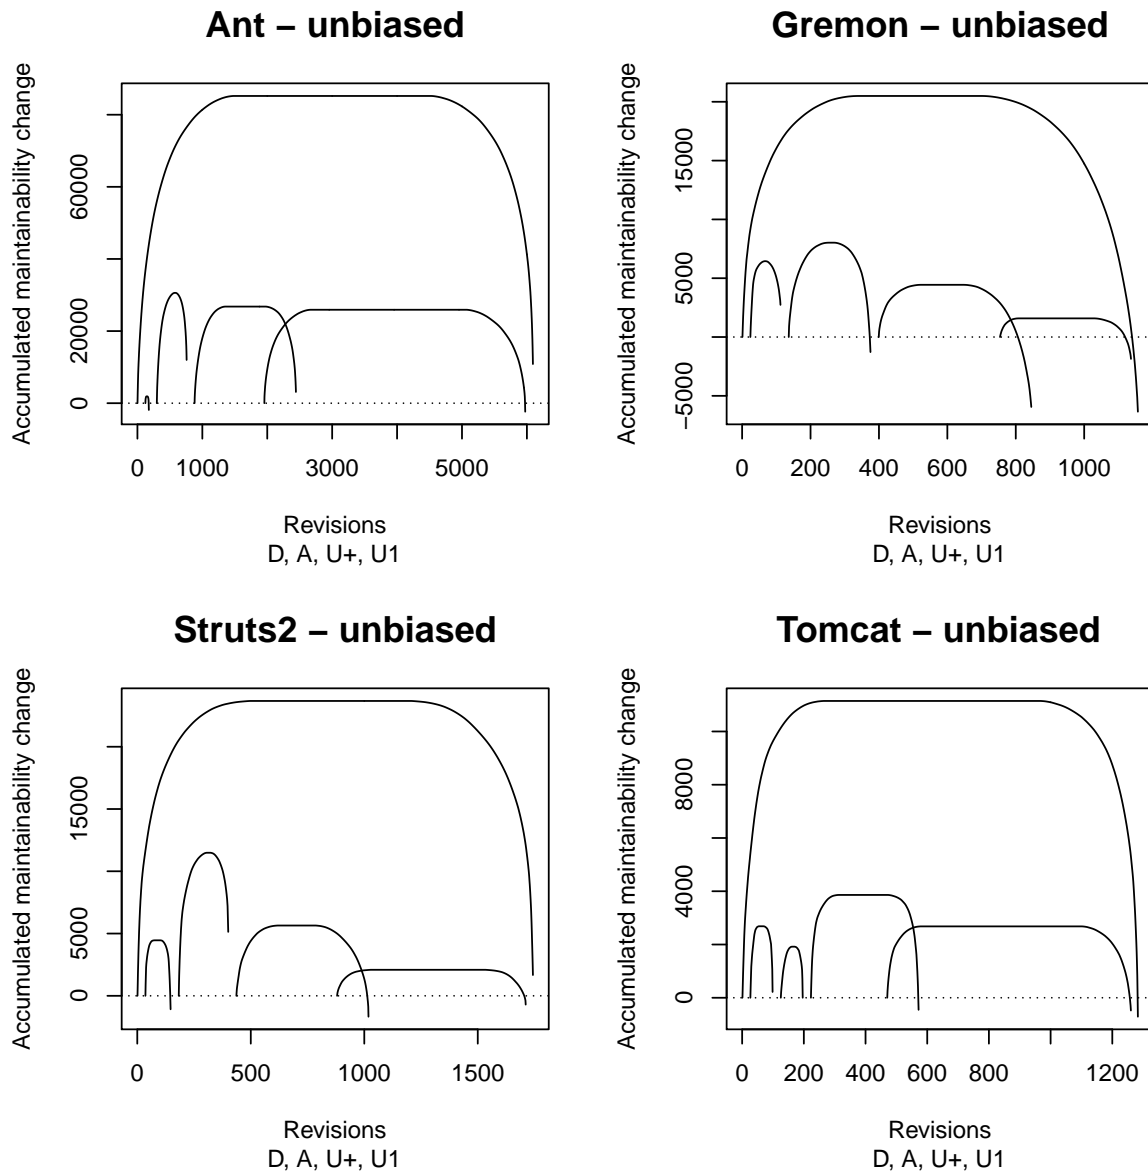 Ant – unbiased
Accumulated maintainability change
0 20000 60000
0 1000 3000 5000
Revisions
D, A, U+, U1
Gremon – unbiased
Accumulated maintainability change
−5000 5000 15000
0 200 400 600 800 1000
Revisions
D, A, U+, U1
Struts2 – unbiased
Accumulated maintainability change
0 5000 15000
0 500 1000 1500
Revisions
D, A, U+, U1
Tomcat – unbiased
Accumulated maintainability change
0 4000 8000
0 200 400 600 800 1200
Revisions
D, A, U+, U1